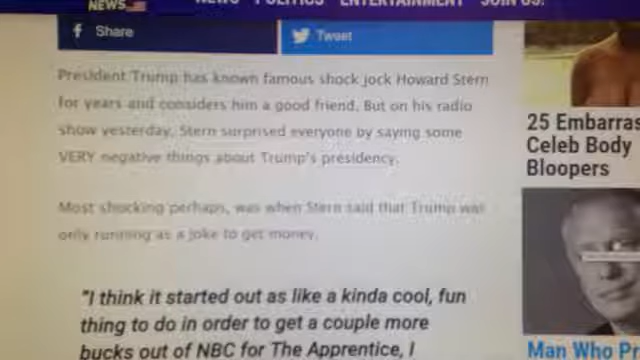 NEWS
NEWS POLITICS ENTERTAINMENT JOIN US!
Share
Tweet
President Trump has known famous shock jock Howard Stern
for years and considers him a good friend. But on his radio
show yesterday, Stern surprised everyone by saying some
VERY negative things about Trump's presidency.
Most shocking perhaps, was when Stern said that Trump was
only running as a joke to get money.
"I think it started out as like a kinda cool, fun
thing to do in order to get a couple more
bucks out of NBC for The Apprentice, I
25 Embarras
Celeb Body
Bloopers
Man Who Pr